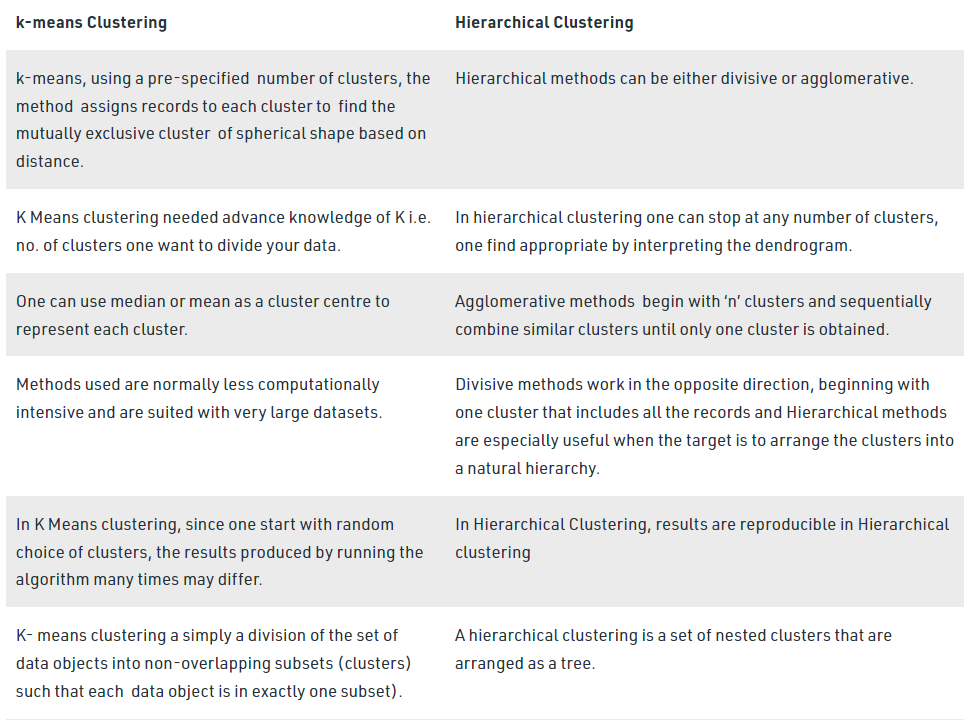 k-means Clustering
Hierarchical Clustering
k-means, using a pre-specified number of clusters, the
method assigns records to each cluster to find the
mutually exclusive cluster of spherical shape based on
distance.
Hierarchical methods can be either divisive or agglomerative.
K Means clustering needed advance knowledge of K i.e.
no. of clusters one want to divide your data.
In hierarchical clustering one can stop at any number of clusters,
one find appropriate by interpreting the dendrogram.
One can use median or mean as a cluster centre to
represent each cluster.
Agglomerative methods begin with ‘n’ clusters and sequentially
combine similar clusters until only one cluster is obtained.
Methods used are normally less computationally
intensive and are suited with very large datasets.
Divisive methods work in the opposite direction, beginning with
one cluster that includes all the records and Hierarchical methods
are especially useful when the target is to arrange the clusters into
a natural hierarchy.
In K Means clustering, since one start with random
choice of clusters, the results produced by running the
algorithm many times may differ.
In Hierarchical Clustering, results are reproducible in Hierarchical
clustering
K- means clustering a simply a division of the set of
data objects into non-overlapping subsets (clusters)
such that each data object is in exactly one subset).
A hierarchical clustering is a set of nested clusters that are
arranged as a tree.